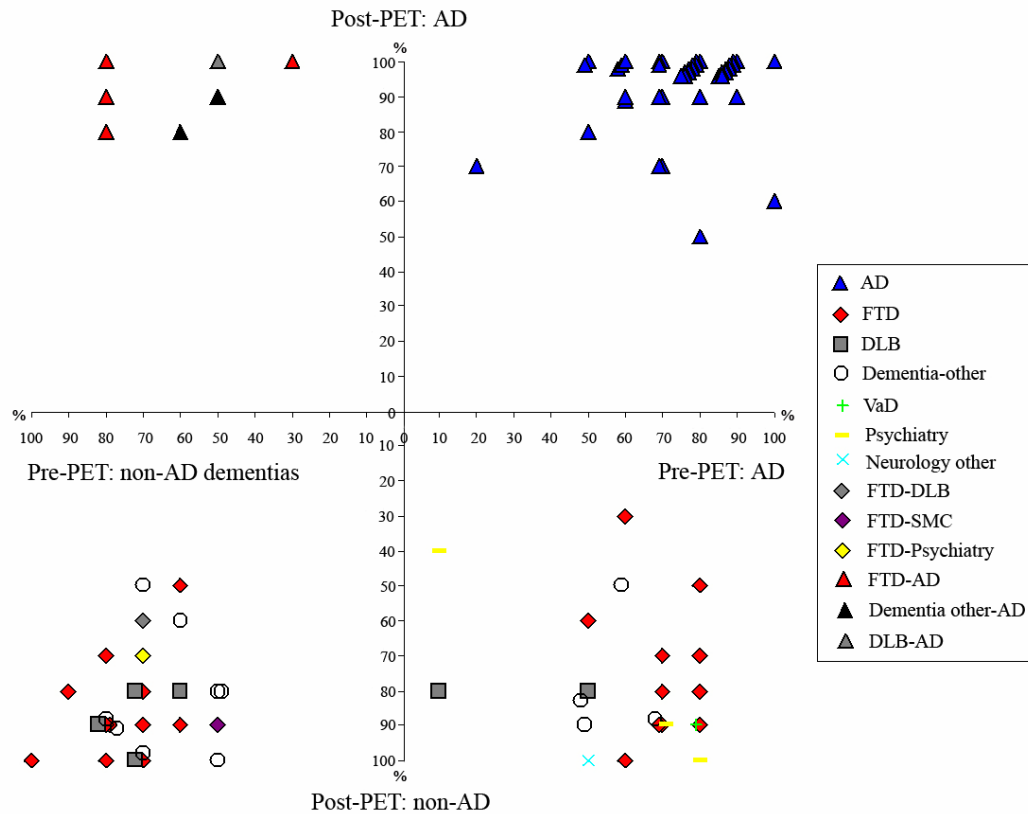 Post-PET: AD
%
100
90
80
70
60
50
40
30
20
10
0
% %
100 90 80 70 60 50 40 30 20 10 0 10 20 30 40 50 60 70 80 90 100
10
Pre-PET: non-AD dementias Pre-PET: AD
20
30
40
50
60
70
80
90
100
%
Post-PET: non-AD
AD
FTD
DLB
Dementia-other
VaD
Psychiatry
Neurology other
FTD-DLB
FTD-SMC
FTD-Psychiatry
FTD-AD
Dementia other-AD
DLB-AD